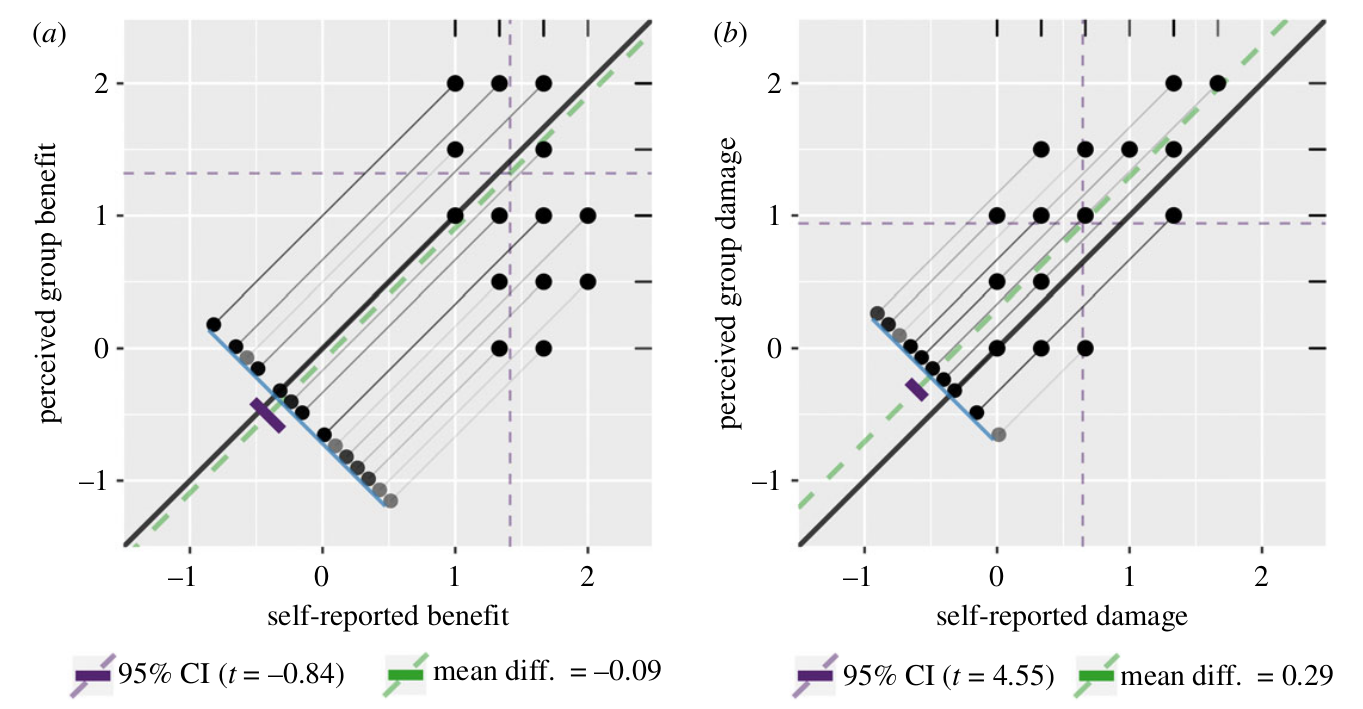 (a)
perceived group benefit
2
1
0
–1
–1
0
1
2
self-reported benefit
95% CI (t = –0.84)
mean diff. = –0.09
(b)
perceived group damage
2
1
0
–1
–1
0
1
2
self-reported damage
95% CI (t = 4.55)
mean diff. = 0.29